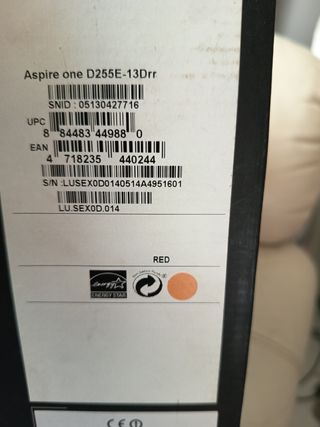 Aspire one D255E-13Drr
SNID : 05130427716
UPC
8 84483 44988 0
EAN
4 718235 440244
S/N :LUSEX0D0140514A4951601
LU.SEX0D.014
RED
ENERGY STAR
CE